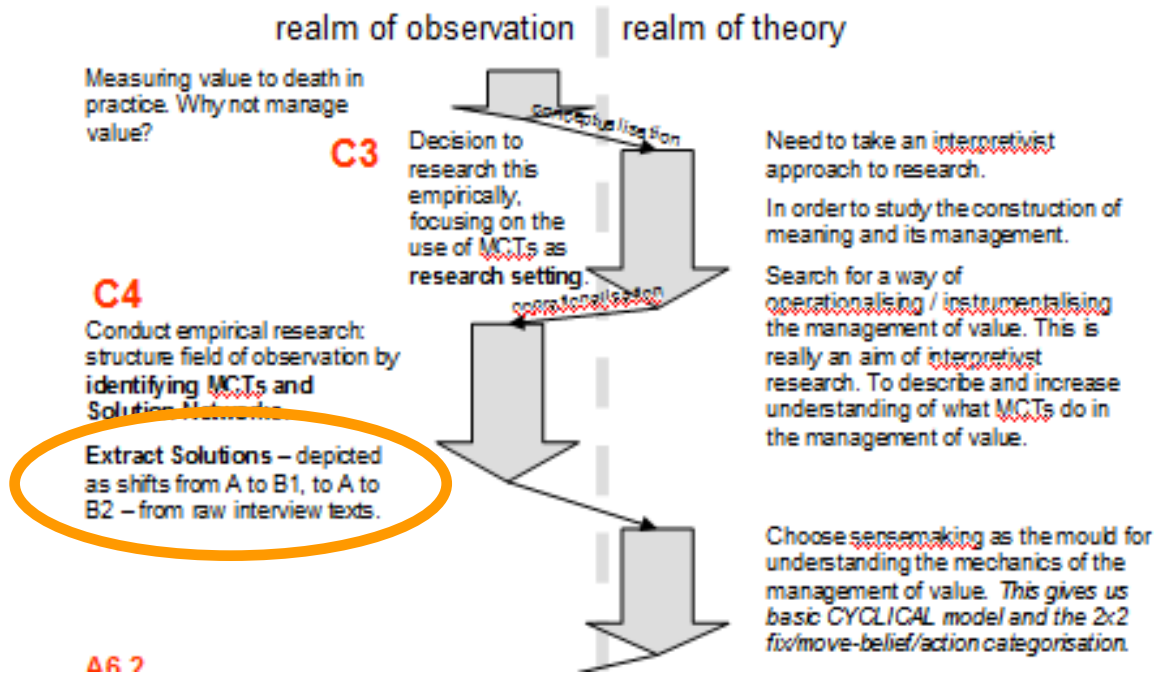 realm of observation
realm of theory
Measuring value to death in
practice. Why not manage
value?
conceptualisation
C3
Decision to
research this
empirically,
focusing on the
use of MCTs as
research setting.
Need to take an interpretivist
approach to research.
In order to study the construction of
meaning and its management.
Search for a way of
operationalising / instrumentalising
the management of value. This is
really an aim of interpretivst
research. To describe and increase
understanding of what MCTs do in
the management of value.
operationalisation
C4
Conduct empirical research:
structure field of observation by
identifying MCTs and
Solution Networks.
Extract Solutions – depicted
as shifts from A to B1, to A to
B2 – from raw interview texts.
Choose sensemaking as the mould for
understanding the mechanics of the
management of value. This gives us
basic CYCLICAL model and the 2x2
fix/move-belief/action categorisation.
A6.2